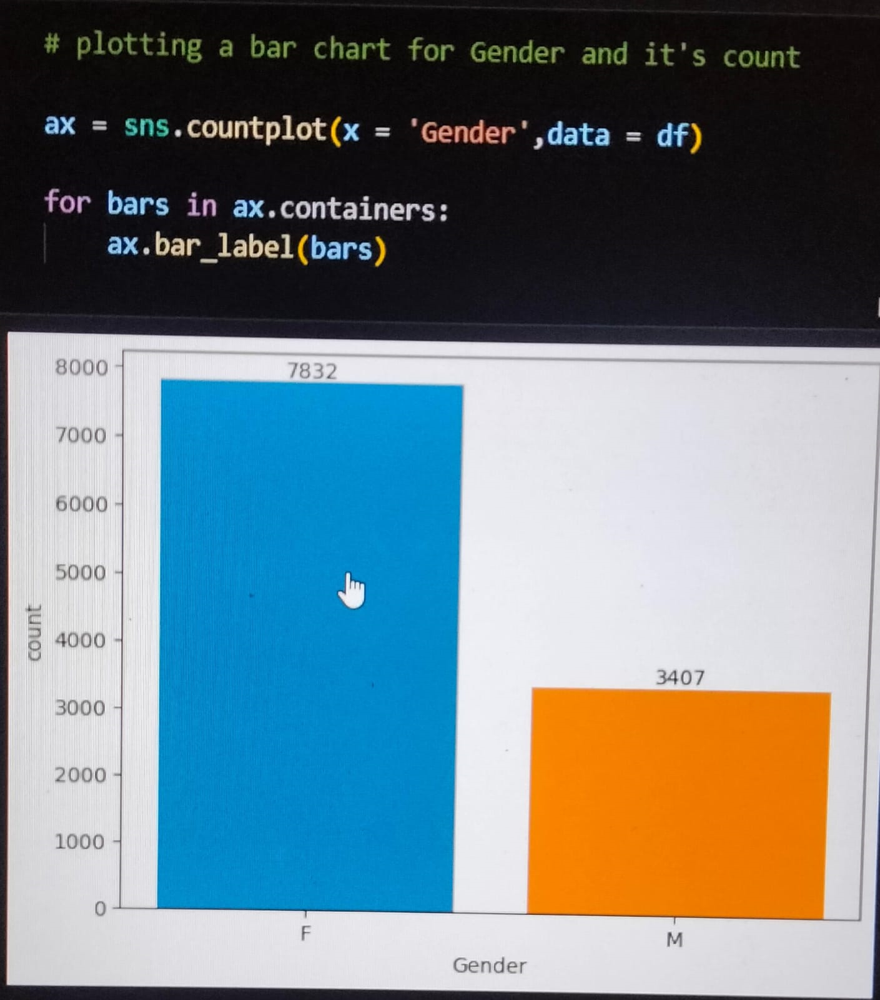 # plotting a bar chart for Gender and it's count
ax = sns.countplot(x = 'Gender',data = df)
for bars in ax.containers:
    ax.bar_label(bars)
8000
7832
7000
6000
5000
count
4000
3407
3000
2000
1000
0
F
M
Gender